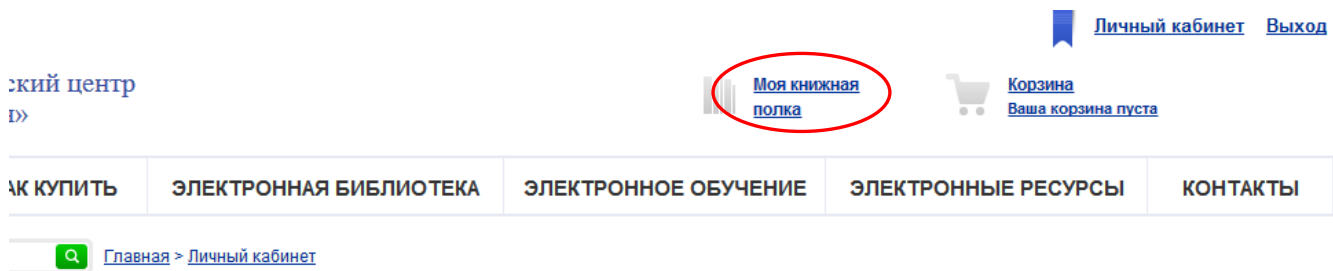 Личный кабинет Выход
ский центр
Моя книжная
полка
Корзина
Ваша корзина пуста
АК КУПИТЬ ЭЛЕКТРОННАЯ БИБЛИОТЕКА ЭЛЕКТРОННОЕ ОБУЧЕНИЕ ЭЛЕКТРОННЫЕ РЕСУРСЫ КОНТАКТЫ
Главная > Личный кабинет